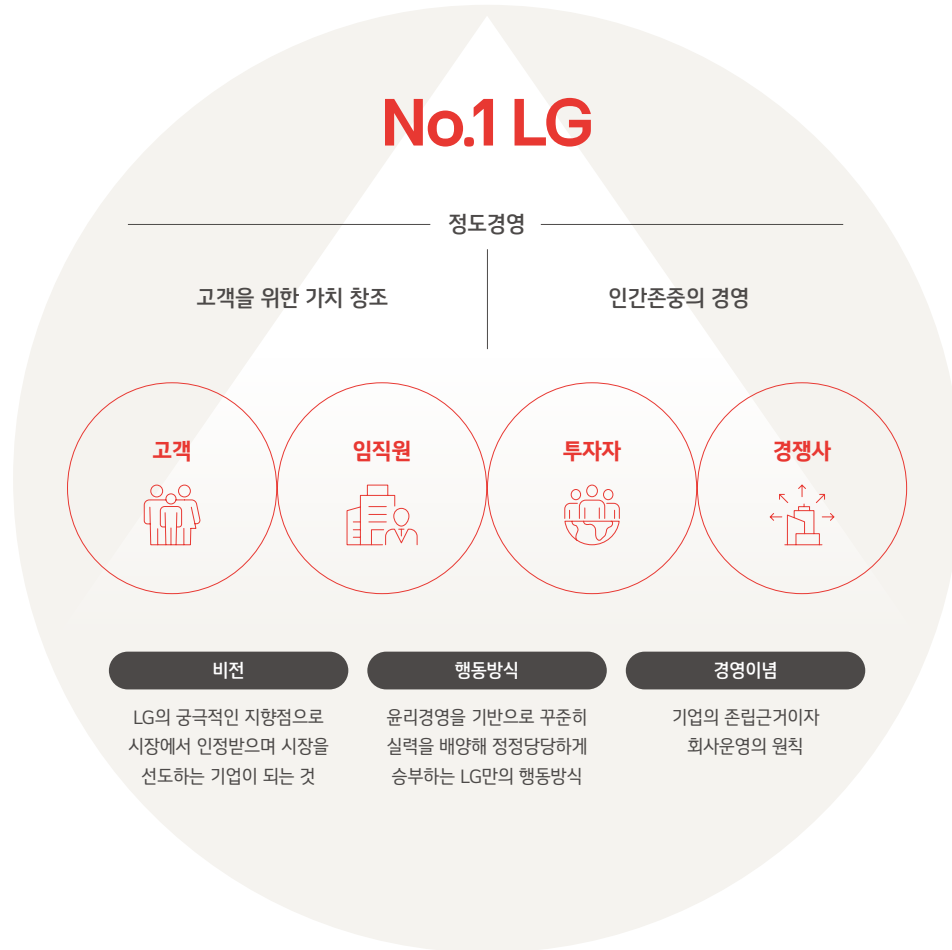 No.1 LG
정도경영
고객을 위한 가치 창조
인간존중의 경영
고객
임직원
투자자
경쟁사
비전
LG의 궁극적인 지향점으로
시장에서 인정받으며 시장을
선도하는 기업이 되는 것
행동방식
윤리경영을 기반으로 꾸준히
실력을 배양해 정정당당하게
승부하는 LG만의 행동방식
경영이념
기업의 존립근거이자
회사운영의 원칙